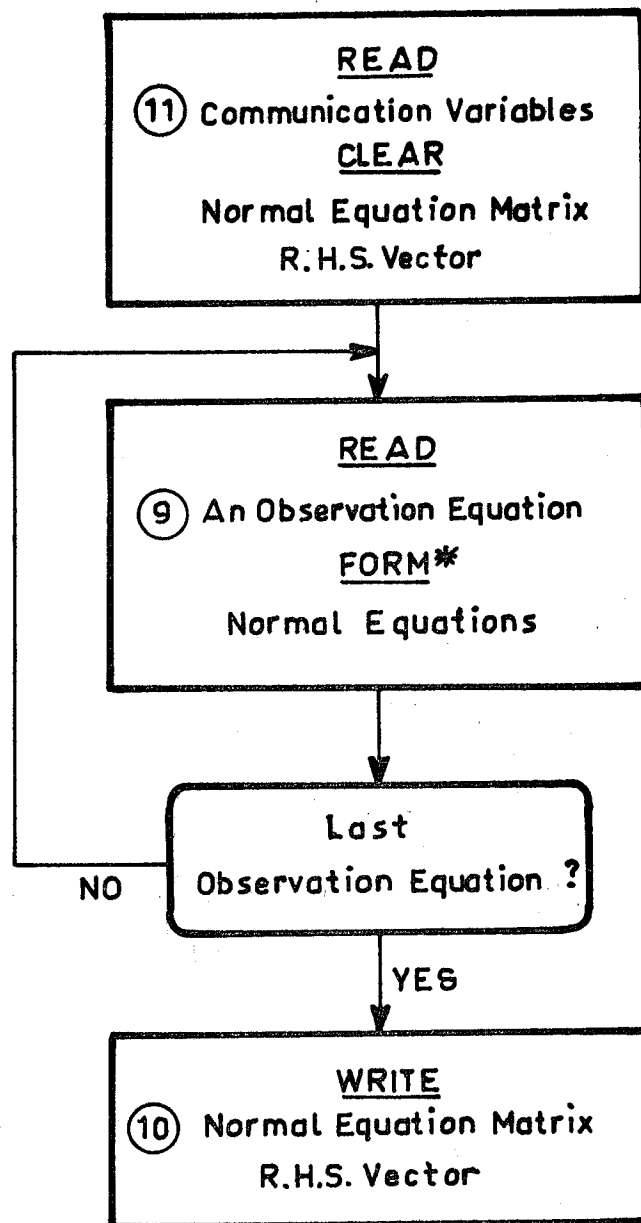 READ
11 Communication Variables
CLEAR
Normal Equation Matrix
R.H.S. Vector
READ
9 An Observation Equation
FORM*
Normal Equations
Last
Observation Equation ?
NO
YES
WRITE
10 Normal Equation Matrix
R.H.S. Vector